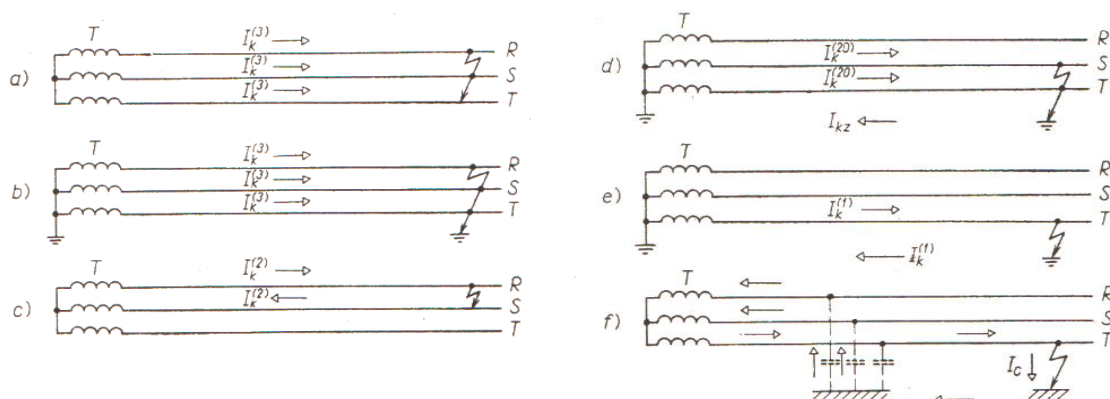 T
I_k^(3)
R
a)
I_k^(3)
S
I_k^(3)
T
T
I_k^(3)
R
b)
I_k^(3)
S
I_k^(3)
T
T
I_k^(2)
R
c)
I_k^(2)
S
T
T
R
d)
I_k^(20)
S
I_k^(20)
T
I_kz
T
R
e)
S
I_k^(1)
T
I_k^(1)
T
R
f)
S
T
I_C